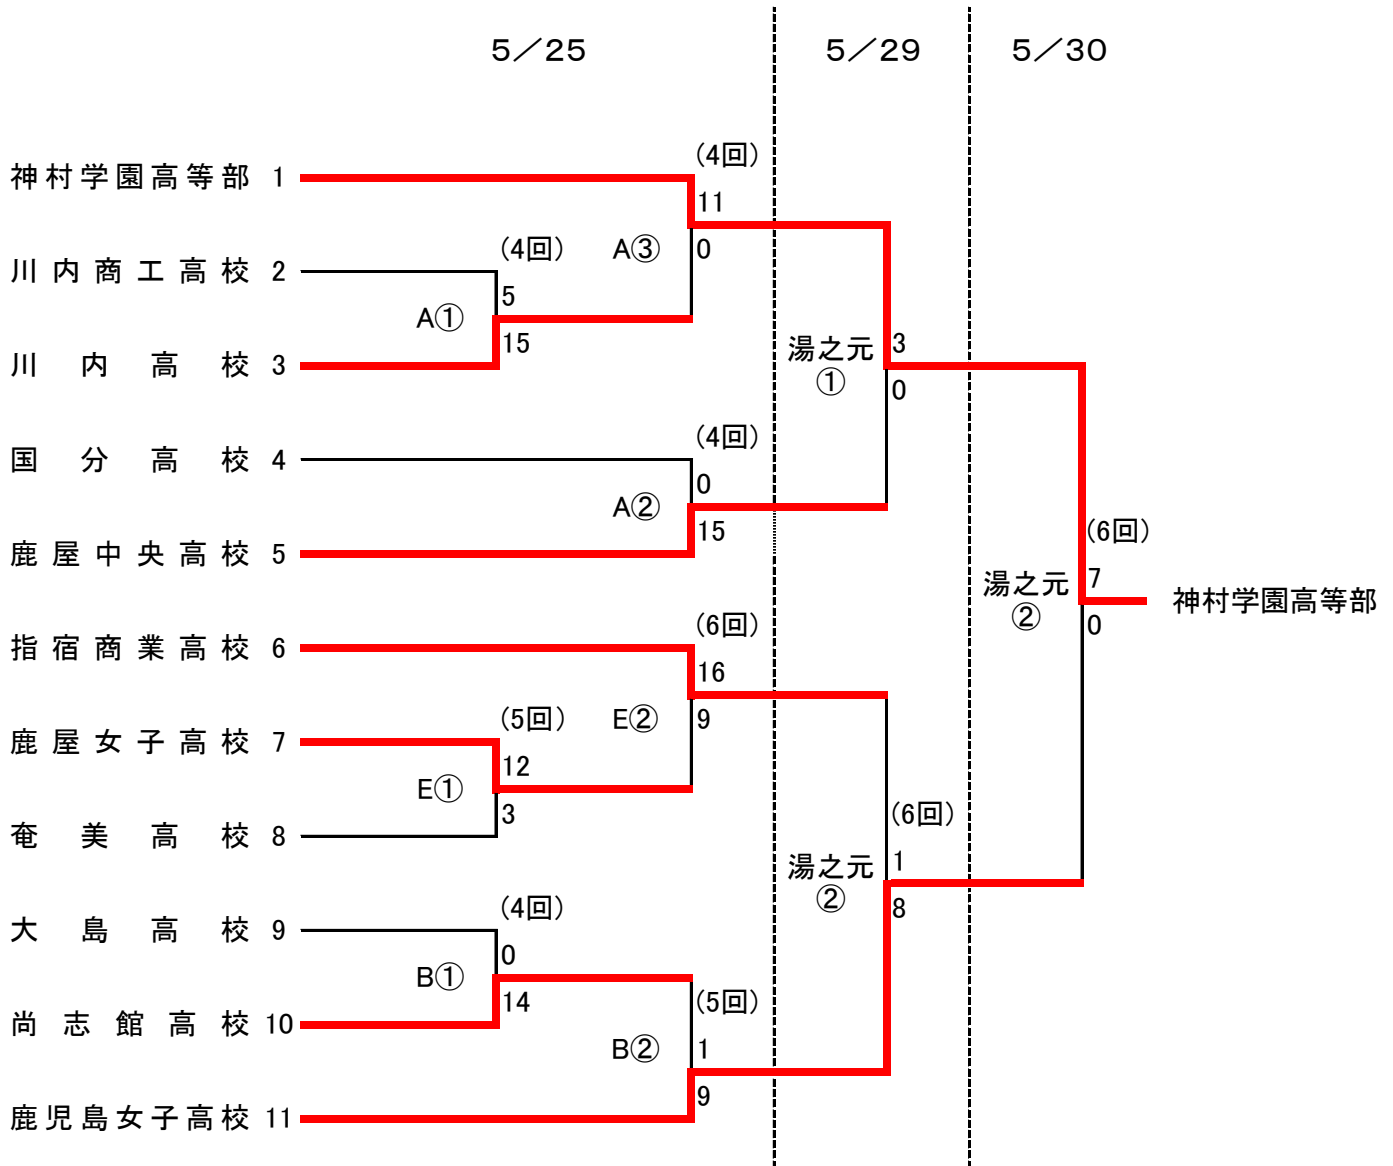 5／25 5／29 5／30
(4回)
神村学園高等部 1
11
(4回) A③ 0
川内商工高校 2
5
A①
15 湯之元 3
川内高校 3
① 0
(4回)
国分高校 4
0
A②
15 (6回)
鹿屋中央高校 5
湯之元 7
② 0 神村学園高等部
(6回)
指宿商業高校 6
16
(5回) E② 9
鹿屋女子高校 7
12
E①
3 (6回)
奄美高校 8
湯之元 1
② 8
(4回)
大島高校 9
0
B①
14 (5回)
尚志館高校 10
B② 1
9
鹿児島女子高校 11